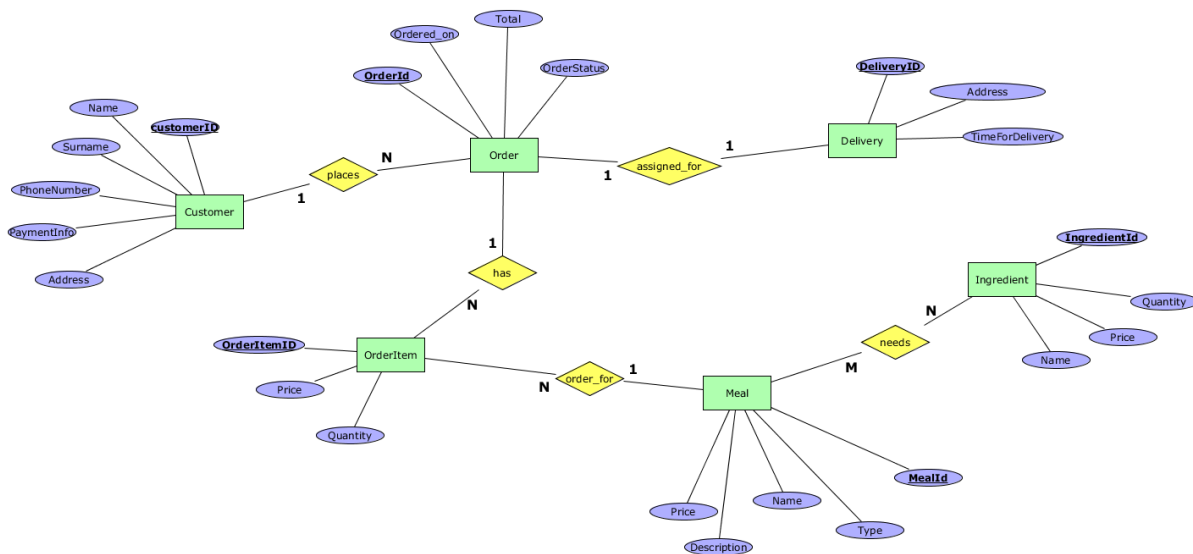 Total
Ordered_on
OrderId
OrderStatus
DeliveryID
Address
TimeForDelivery
Delivery
Name
customerID
Surname
PhoneNumber
PaymentInfo
Address
Customer
1
places
N
Order
1
assigned_for
1
1
has
N
IngredientId
Ingredient
Quantity
Price
Name
N
needs
M
OrderItemID
OrderItem
Price
Quantity
N
order_for
1
Meal
MealId
Price
Name
Type
Description